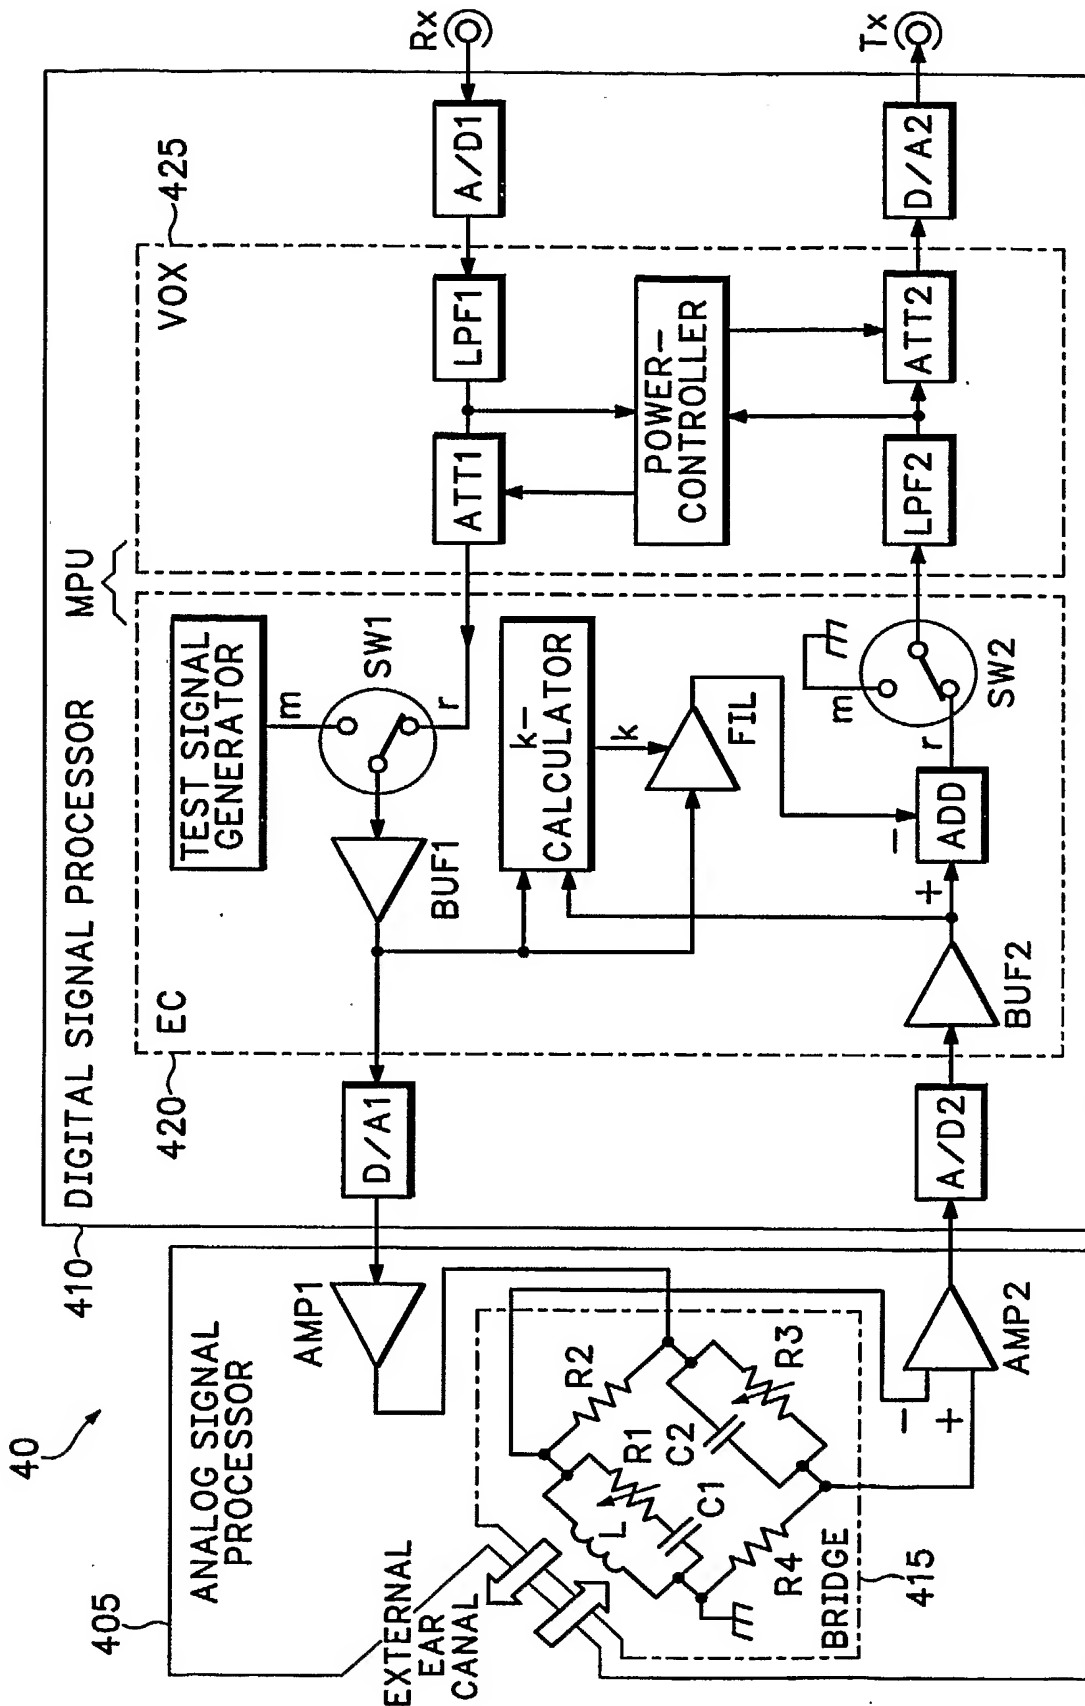 40
405
ANALOG SIGNAL
PROCESSOR
410
DIGITAL SIGNAL PROCESSOR
MPU
420
EC
VOX
425
TEST SIGNAL
GENERATOR
m
SW1
r
BUF1
D/A1
AMP1
ATT1
LPF1
A/D1
Rx
k-
CALCULATOR
k
FIL
POWER-
CONTROLLER
EXTERNAL
EAR
CANAL
R2
R1
L
C1
C2
R3
R4
BRIDGE
415
-
+
AMP2
A/D2
BUF2
+
-
ADD
r
m
SW2
LPF2
ATT2
D/A2
Tx